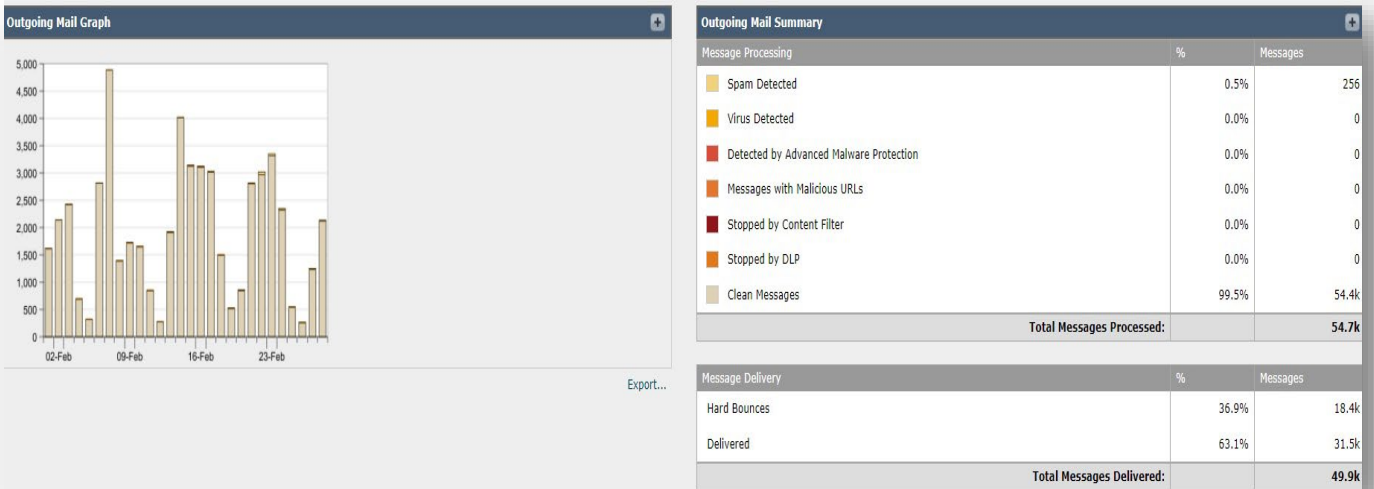 Outgoing Mail Graph
5,000
4,500
4,000
3,500
3,000
2,500
2,000
1,500
1,000
500
0
02-Feb 09-Feb 16-Feb 23-Feb
Export...
Outgoing Mail Summary
Message Processing % Messages
Spam Detected 0.5% 256
Virus Detected 0.0% 0
Detected by Advanced Malware Protection 0.0% 0
Messages with Malicious URLs 0.0% 0
Stopped by Content Filter 0.0% 0
Stopped by DLP 0.0% 0
Clean Messages 99.5% 54.4k
Total Messages Processed: 54.7k
Message Delivery % Messages
Hard Bounces 36.9% 18.4k
Delivered 63.1% 31.5k
Total Messages Delivered: 49.9k